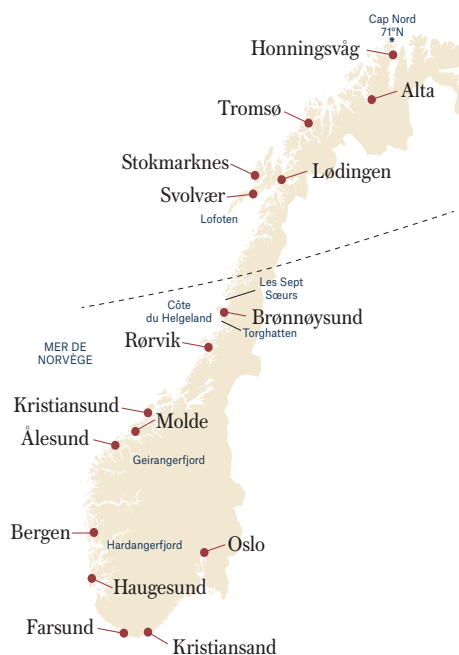 Cap Nord
71°N
Honningsvåg
Alta
Tromsø
Stokmarknes
Lødingen
Svolvær
Lofoten
Les Sept
Sœurs
Côte
du Helgeland
Brønnøysund
Torghatten
Rørvik
MER DE
NORVÈGE
Kristiansund
Molde
Ålesund
Geirangerfjord
Bergen
Hardangerfjord
Oslo
Haugesund
Farsund
Kristiansand